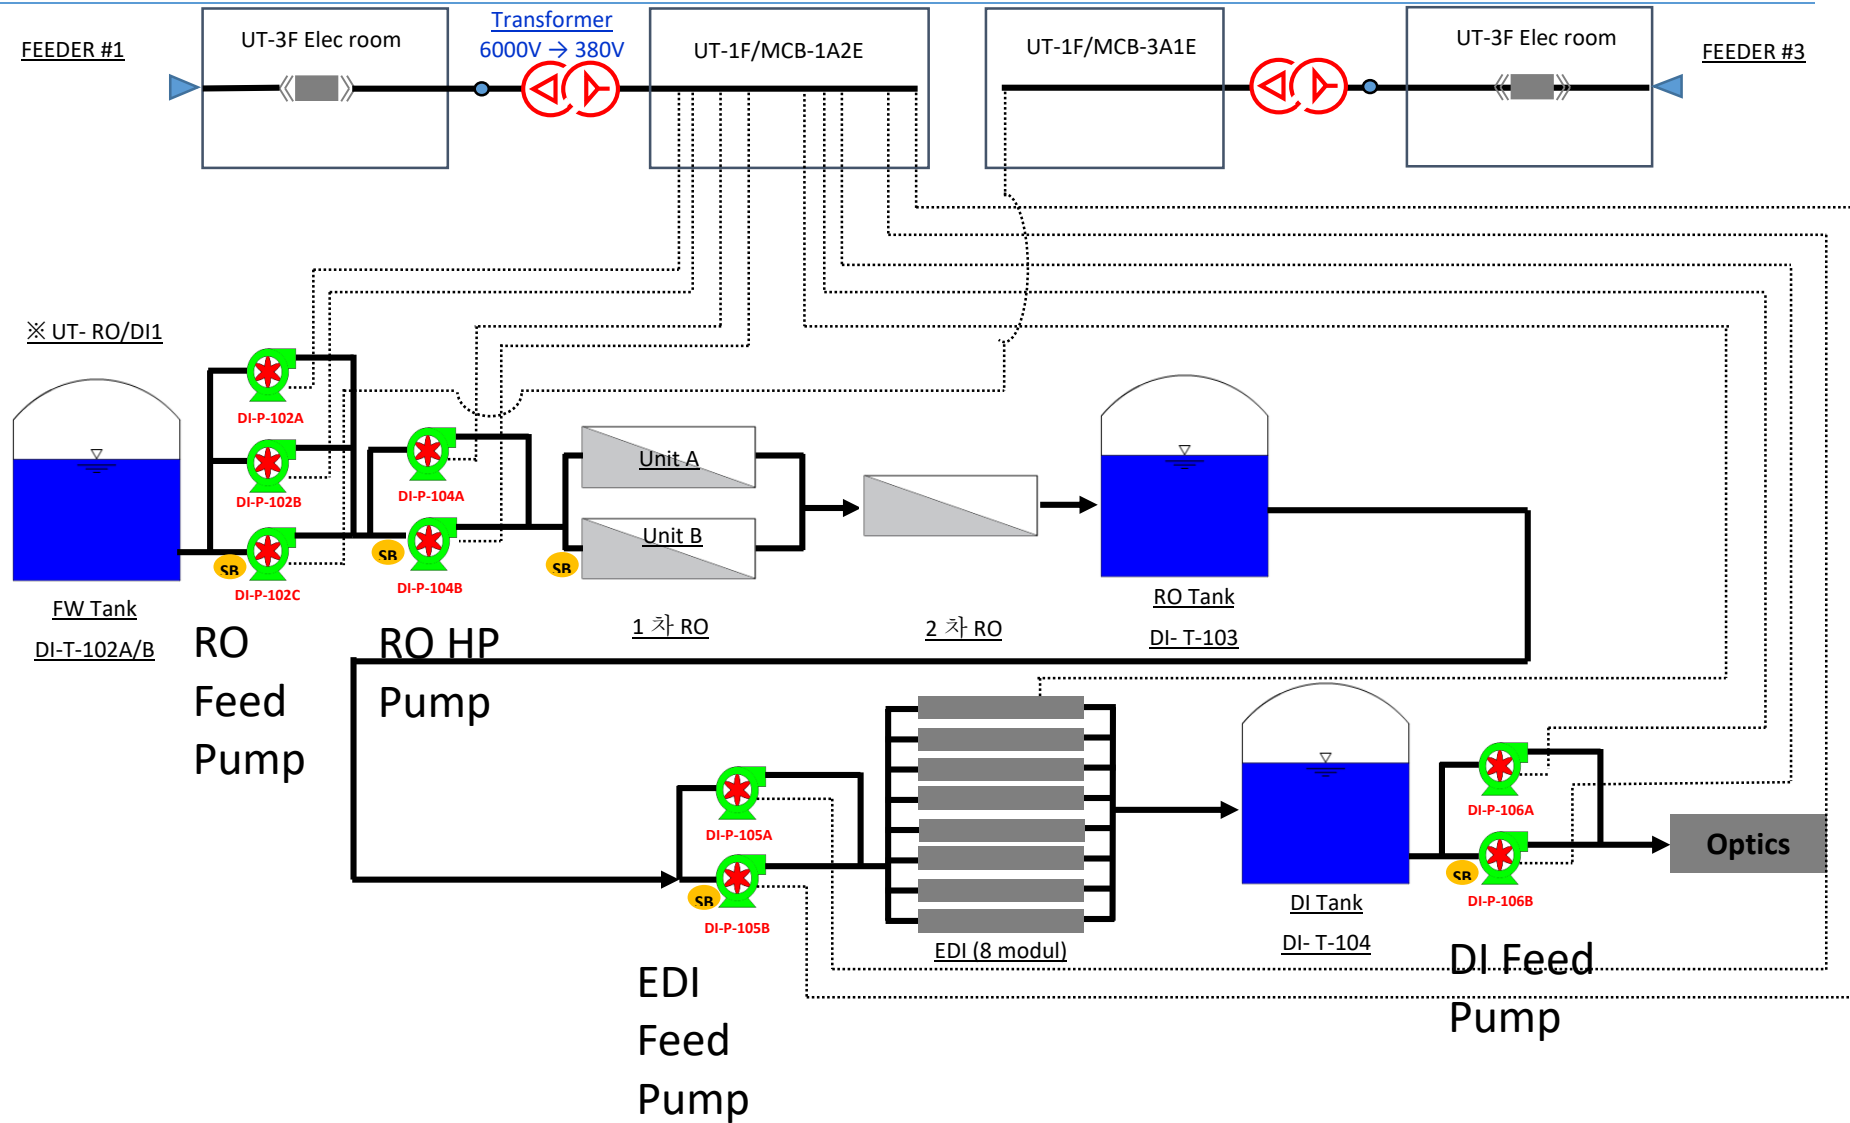 FEEDER #1
UT-3F Elec room
Transformer
6000V → 380V
UT-1F/MCB-1A2E
UT-1F/MCB-3A1E
UT-3F Elec room
FEEDER #3
※ UT- RO/DI1
DI-P-102A
DI-P-102B
SB
DI-P-102C
DI-P-104A
SB
DI-P-104B
SB
Unit A
Unit B
FW Tank
DI-T-102A/B
RO
Feed
Pump
RO HP
Pump
1 차 RO
2 차 RO
RO Tank
DI- T-103
DI-P-105A
SB
DI-P-105B
EDI
Feed
Pump
EDI (8 modul)
DI Tank
DI- T-104
DI-P-106A
SB
DI-P-106B
DI Feed
Pump
Optics